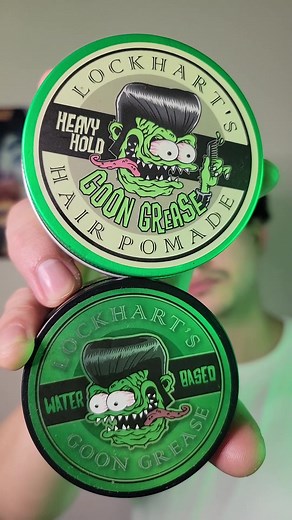 LOCKHART'S
HEAVY
HOLD
GOON GREASE
HAIR POMADE
LOCKHART'S
WATER BASED
GOON GREASE